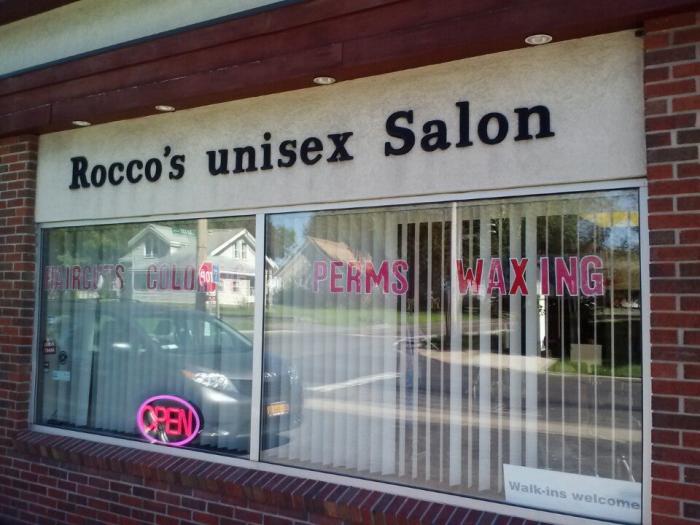 Rocco's unisex Salon
HAIRCUTS COLOR PERMS WAXING
OPEN
Walk-ins welcome